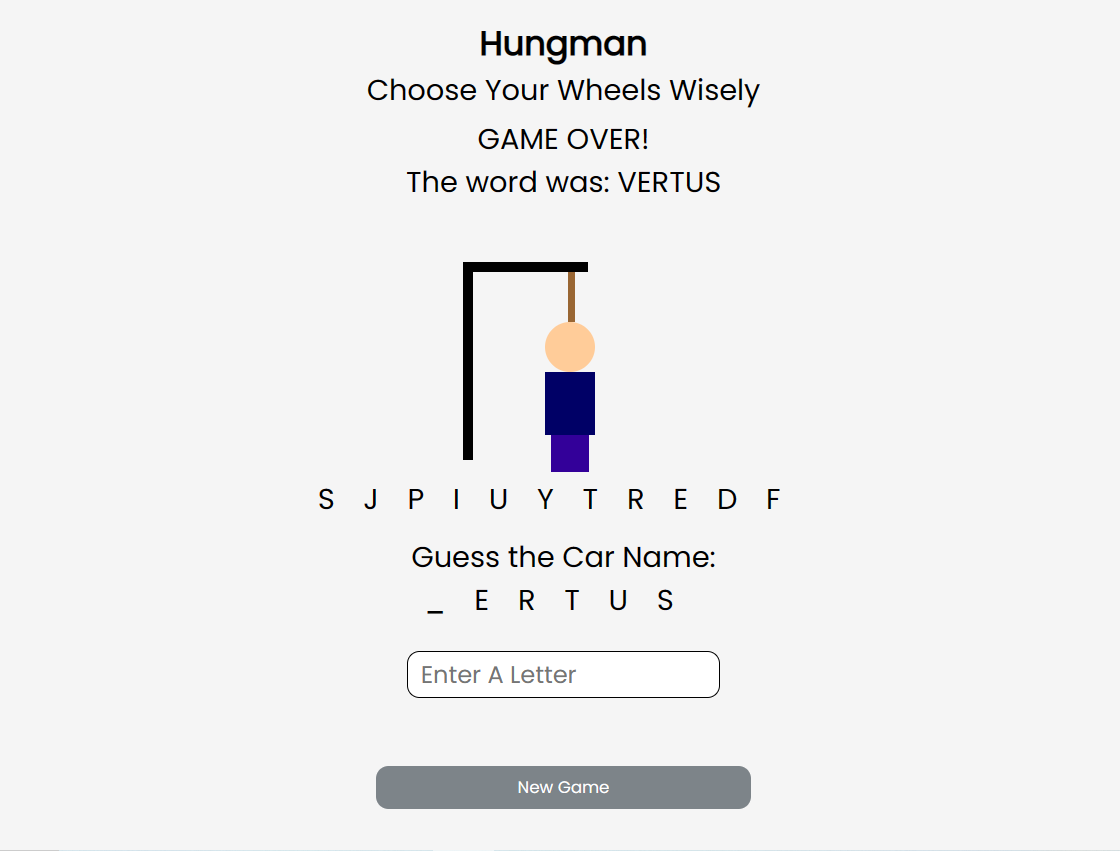 Hungman
Choose Your Wheels Wisely
GAME OVER!
The word was: VERTUS
S J P I U Y T R E D F
Guess the Car Name:
_ E R T U S
Enter A Letter
New Game